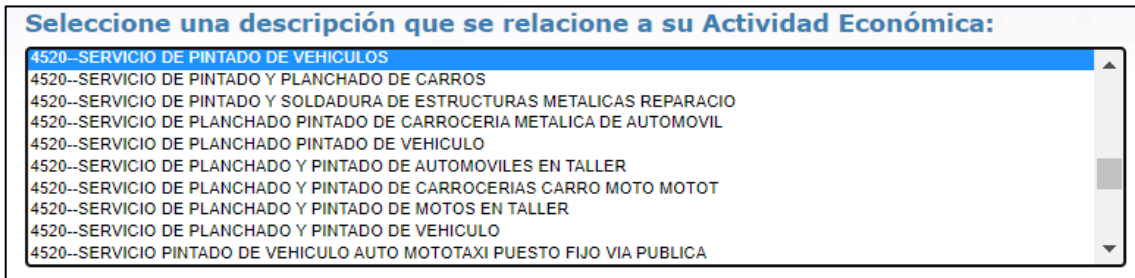 Seleccione una descripción que se relacione a su Actividad Económica:
4520--SERVICIO DE PINTADO DE VEHICULOS
4520--SERVICIO DE PINTADO Y PLANCHADO DE CARROS
4520--SERVICIO DE PINTADO Y SOLDADURA DE ESTRUCTURAS METALICAS REPARACIO
4520--SERVICIO DE PLANCHADO PINTADO DE CARROCERIA METALICA DE AUTOMOVIL
4520--SERVICIO DE PLANCHADO PINTADO DE VEHICULO
4520--SERVICIO DE PLANCHADO Y PINTADO DE AUTOMOVILES EN TALLER
4520--SERVICIO DE PLANCHADO Y PINTADO DE CARROCERIAS CARRO MOTO MOTOT
4520--SERVICIO DE PLANCHADO Y PINTADO DE MOTOS EN TALLER
4520--SERVICIO DE PLANCHADO Y PINTADO DE VEHICULO
4520--SERVICIO PINTADO DE VEHICULO AUTO MOTOTAXI PUESTO FIJO VIA PUBLICA